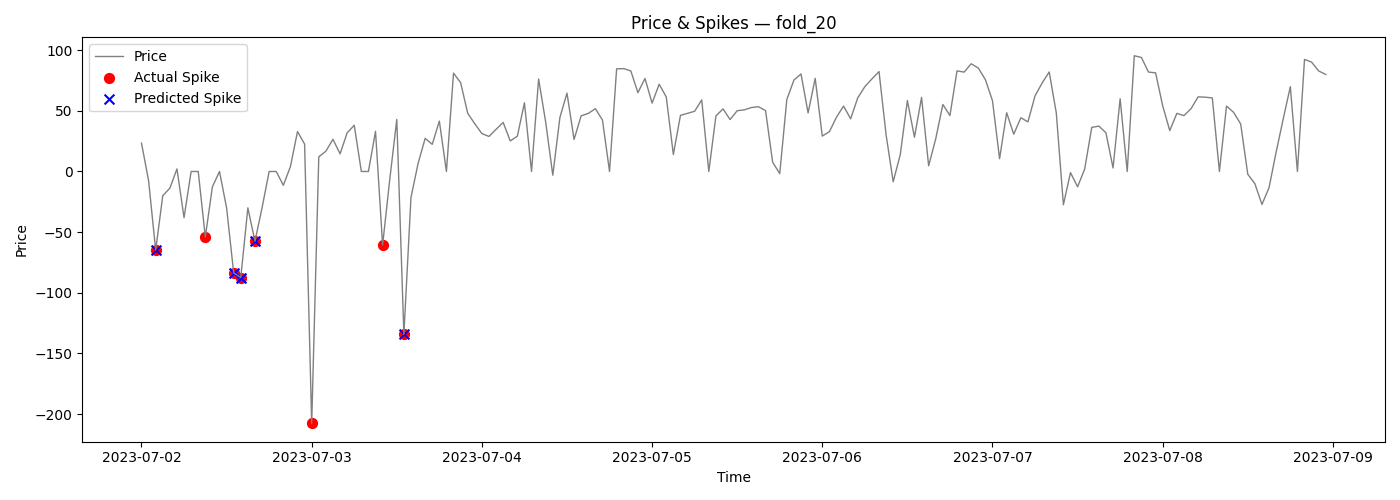 Price & Spikes — fold_20
Price
Actual Spike
Predicted Spike
100
50
0
−50
−100
−150
−200
Price
2023-07-02
2023-07-03
2023-07-04
2023-07-05
2023-07-06
2023-07-07
2023-07-08
2023-07-09
Time